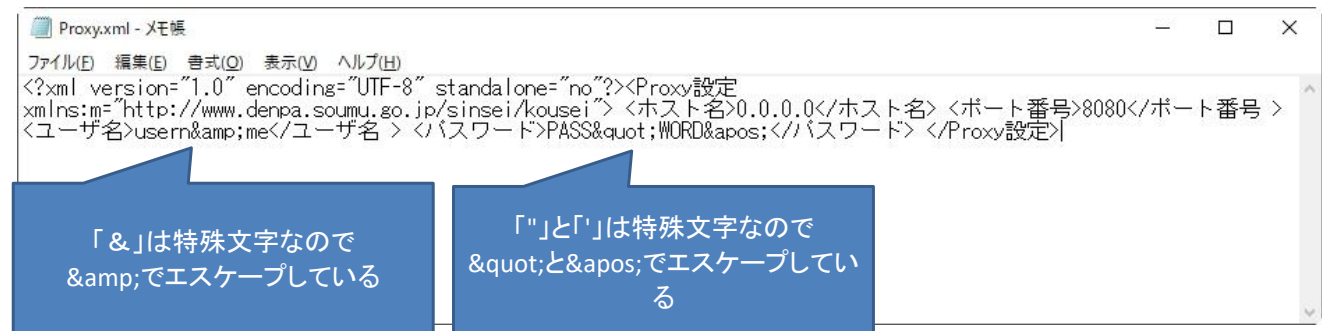 Proxy.xml - メモ帳
ファイル(F) 編集(E) 書式(O) 表示(V) ヘルプ(H)
<?xml version="1.0" encoding="UTF-8" standalone="no"?><Proxy設定
xmlns:m="http://www.denpa.soumu.go.jp/sinsei/kousei"> <ホスト名>0.0.0.0</ホスト名> <ポート番号>8080</ポート番号 >
<ユーザ名>usern&amp;me</ユーザ名 > <パスワード>PASS&quot;WORD&apos;</パスワード> </Proxy設定>
「&」は特殊文字なので
&amp;でエスケープしている
「"」と「'」は特殊文字なので
&quot;と&apos;でエスケープしてい
る